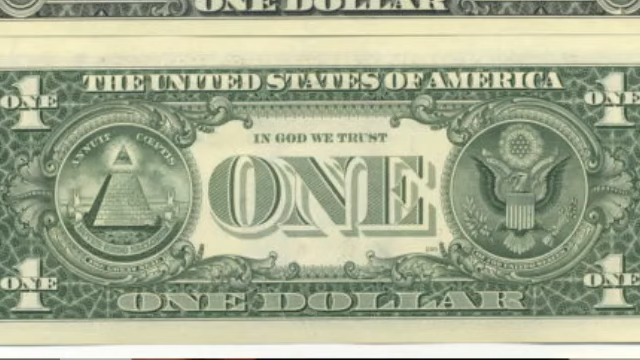 ONE DOLLAR
THE UNITED STATES OF AMERICA
ONE
1
ONE
1
ANNUIT COEPTIS
IN GOD WE TRUST
ONE
ONE
1
ONE
1
ONE DOLLAR